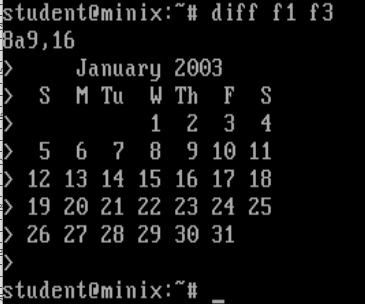 student@minix:~# diff f1 f3
8a9,16
>     January 2003
>  S  M Tu  W Th  F  S
>           1  2  3  4
>  5  6  7  8  9 10 11
> 12 13 14 15 16 17 18
> 19 20 21 22 23 24 25
> 26 27 28 29 30 31
>
student@minix:~# _